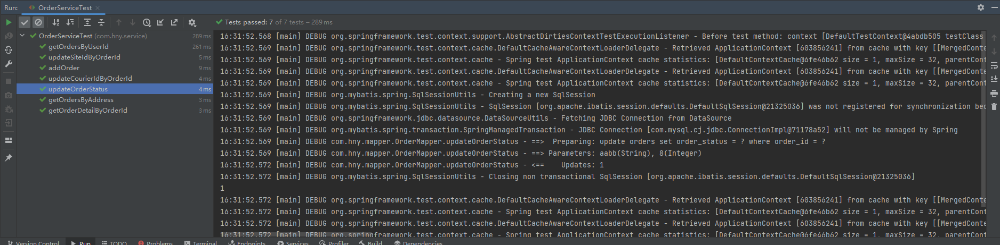 Run: OrderServiceTest
Tests passed: 7 of 7 tests – 289 ms
OrderServiceTest (com.hny.service) 289 ms
getOrdersByUserId 261 ms
updateSiteIdByOrderId 5 ms
addOrder 9 ms
updateCourierIdByOrderId 4 ms
updateOrderStatus 4 ms
getOrdersByAddress 3 ms
getOrderDetailByOrderId 3 ms
16:31:52.568 [main] DEBUG org.springframework.test.context.support.AbstractDirtiesContextTestExecutionListener - Before test method: context [DefaultTestContext@4abdb505 testClass
16:31:52.569 [main] DEBUG org.springframework.test.context.cache.DefaultCacheAwareContextLoaderDelegate - Retrieved ApplicationContext [603856241] from cache with key [[MergedConte
16:31:52.569 [main] DEBUG org.springframework.test.context.cache - Spring test ApplicationContext cache statistics: [DefaultContextCache@6fe46b62 size = 1, maxSize = 32, parentCont
16:31:52.569 [main] DEBUG org.springframework.test.context.cache.DefaultCacheAwareContextLoaderDelegate - Retrieved ApplicationContext [603856241] from cache with key [[MergedConte
16:31:52.569 [main] DEBUG org.springframework.test.context.cache - Spring test ApplicationContext cache statistics: [DefaultContextCache@6fe46b62 size = 1, maxSize = 32, parentCont
16:31:52.569 [main] DEBUG org.mybatis.spring.SqlSessionUtils - Creating a new SqlSession
16:31:52.569 [main] DEBUG org.mybatis.spring.SqlSessionUtils - SqlSession [org.apache.ibatis.session.defaults.DefaultSqlSession@21325036] was not registered for synchronization bec
16:31:52.569 [main] DEBUG org.springframework.jdbc.datasource.DataSourceUtils - Fetching JDBC Connection from DataSource
16:31:52.569 [main] DEBUG org.mybatis.spring.transaction.SpringManagedTransaction - JDBC Connection [com.mysql.cj.jdbc.ConnectionImpl@71178a52] will not be managed by Spring
16:31:52.569 [main] DEBUG com.hny.mapper.OrderMapper.updateOrderStatus - ==>  Preparing: update orders set order_status = ? where order_id = ?
16:31:52.569 [main] DEBUG com.hny.mapper.OrderMapper.updateOrderStatus - ==> Parameters: aabb(String), 8(Integer)
16:31:52.572 [main] DEBUG com.hny.mapper.OrderMapper.updateOrderStatus - <==    Updates: 1
16:31:52.572 [main] DEBUG org.mybatis.spring.SqlSessionUtils - Closing non transactional SqlSession [org.apache.ibatis.session.defaults.DefaultSqlSession@21325036]
1
16:31:52.572 [main] DEBUG org.springframework.test.context.cache.DefaultCacheAwareContextLoaderDelegate - Retrieved ApplicationContext [603856241] from cache with key [[MergedConte
16:31:52.572 [main] DEBUG org.springframework.test.context.cache - Spring test ApplicationContext cache statistics: [DefaultContextCache@6fe46b62 size = 1, maxSize = 32, parentCont
16:31:52.572 [main] DEBUG org.springframework.test.context.cache.DefaultCacheAwareContextLoaderDelegate - Retrieved ApplicationContext [603856241] from cache with key [[MergedConte
16:31:52.572 [main] DEBUG org.springframework.test.context.cache - Spring test ApplicationContext cache statistics: [DefaultContextCache@6fe46b62 size = 1, maxSize = 32, parentCont
Version Control Run TODO Problems Terminal Endpoints Services Profiler Build Dependencies